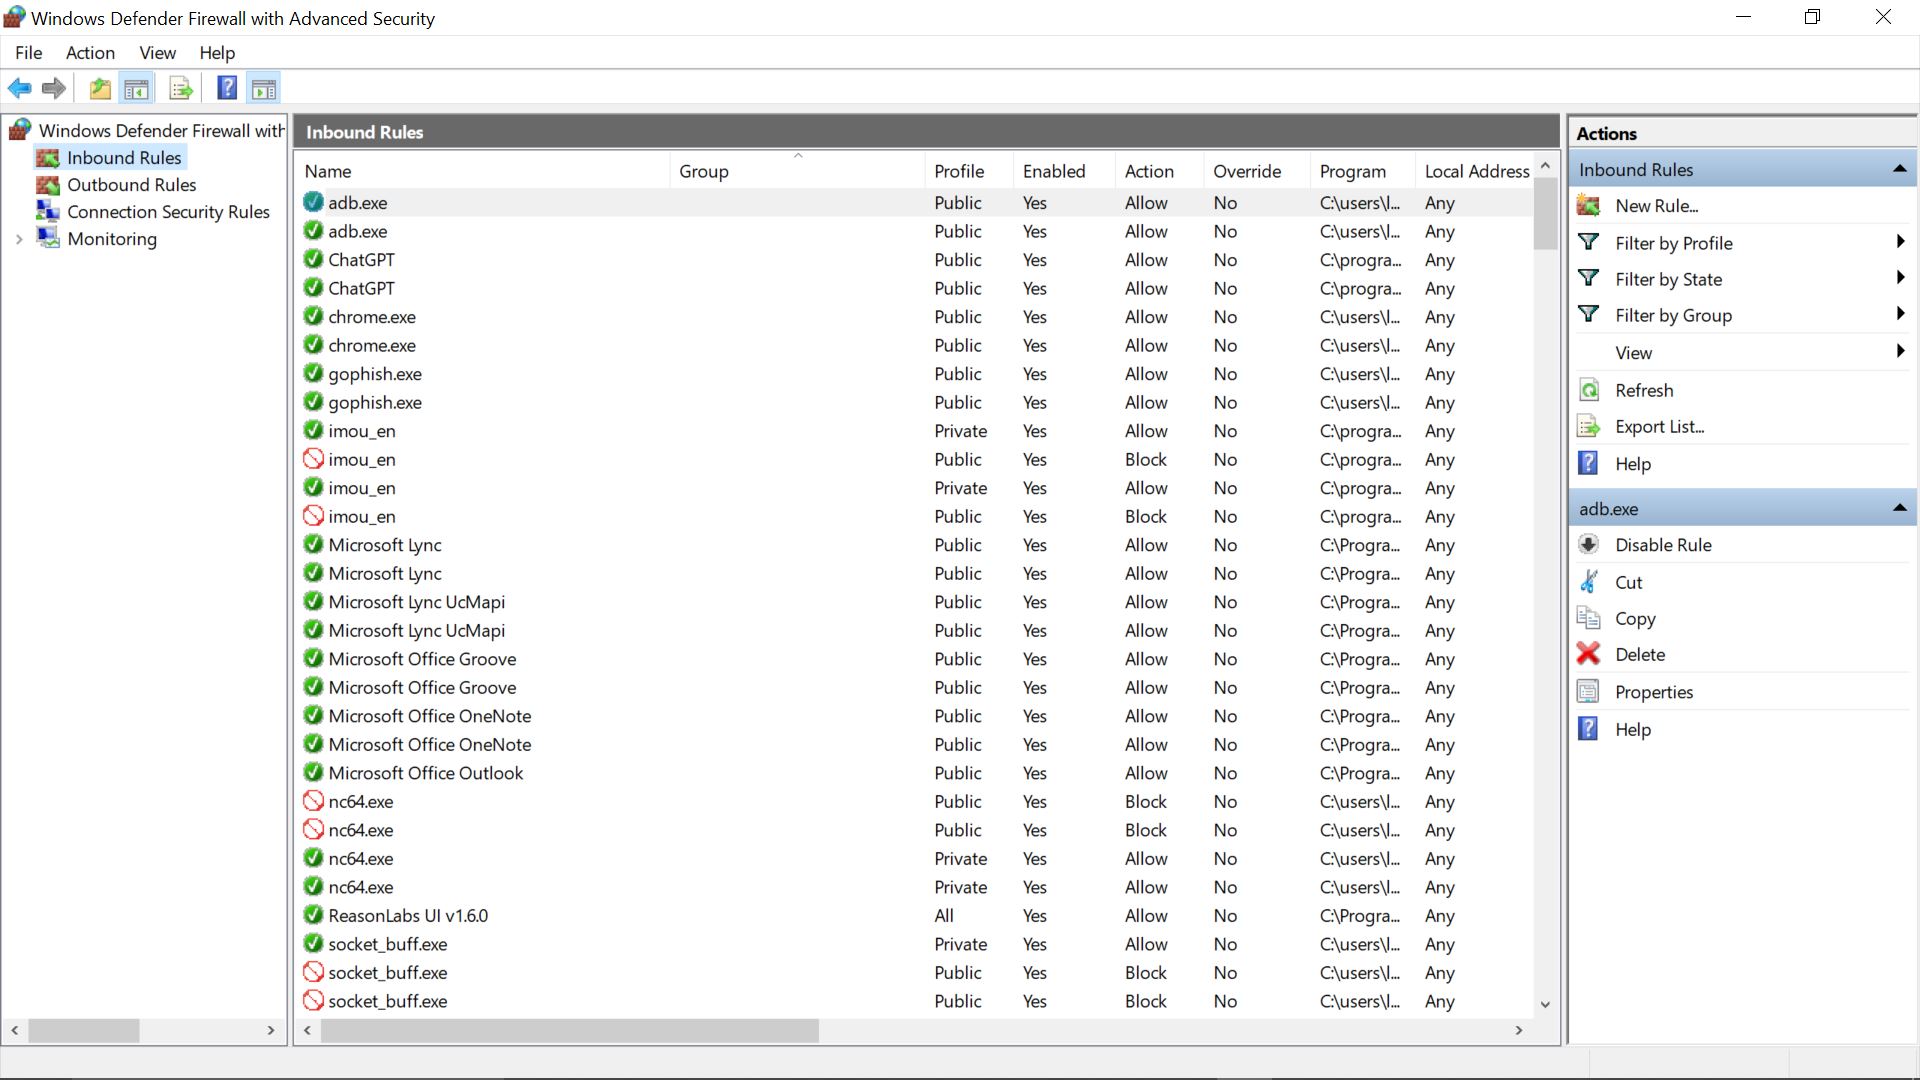 Windows Defender Firewall with Advanced Security
File Action View Help
Windows Defender Firewall with
Inbound Rules
Outbound Rules
Connection Security Rules
Monitoring
Inbound Rules
Name Group Profile Enabled Action Override Program Local Address
adb.exe Public Yes Allow No C:\users\l... Any
adb.exe Public Yes Allow No C:\users\l... Any
ChatGPT Public Yes Allow No C:\progra... Any
ChatGPT Public Yes Allow No C:\progra... Any
chrome.exe Public Yes Allow No C:\users\l... Any
chrome.exe Public Yes Allow No C:\users\l... Any
gophish.exe Public Yes Allow No C:\users\l... Any
gophish.exe Public Yes Allow No C:\users\l... Any
imou_en Private Yes Allow No C:\progra... Any
imou_en Public Yes Block No C:\progra... Any
imou_en Private Yes Allow No C:\progra... Any
imou_en Public Yes Block No C:\progra... Any
Microsoft Lync Public Yes Allow No C:\Progra... Any
Microsoft Lync Public Yes Allow No C:\Progra... Any
Microsoft Lync UcMapi Public Yes Allow No C:\Progra... Any
Microsoft Lync UcMapi Public Yes Allow No C:\Progra... Any
Microsoft Office Groove Public Yes Allow No C:\Progra... Any
Microsoft Office Groove Public Yes Allow No C:\Progra... Any
Microsoft Office OneNote Public Yes Allow No C:\Progra... Any
Microsoft Office OneNote Public Yes Allow No C:\Progra... Any
Microsoft Office Outlook Public Yes Allow No C:\Progra... Any
nc64.exe Public Yes Block No C:\users\l... Any
nc64.exe Public Yes Block No C:\users\l... Any
nc64.exe Private Yes Allow No C:\users\l... Any
nc64.exe Private Yes Allow No C:\users\l... Any
ReasonLabs UI v1.6.0 All Yes Allow No C:\Progra... Any
socket_buff.exe Private Yes Allow No C:\users\l... Any
socket_buff.exe Public Yes Block No C:\users\l... Any
socket_buff.exe Public Yes Block No C:\users\l... Any
Actions
Inbound Rules
New Rule...
Filter by Profile
Filter by State
Filter by Group
View
Refresh
Export List...
Help
adb.exe
Disable Rule
Cut
Copy
Delete
Properties
Help